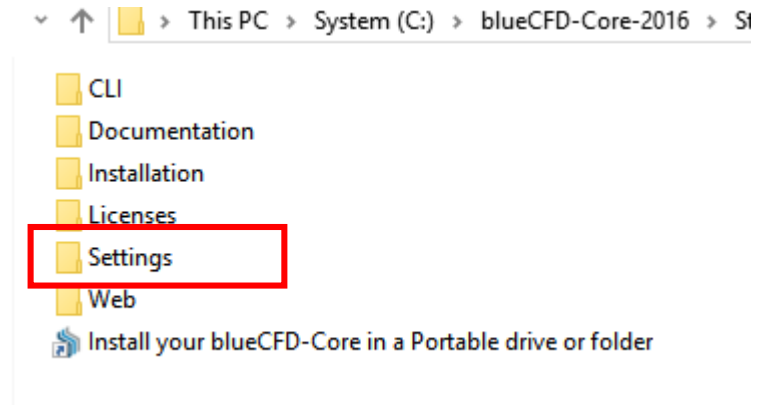 This PC > System (C:) > blueCFD-Core-2016 >
CLI
Documentation
Installation
Licenses
Settings
Web
Install your blueCFD-Core in a Portable drive or folder